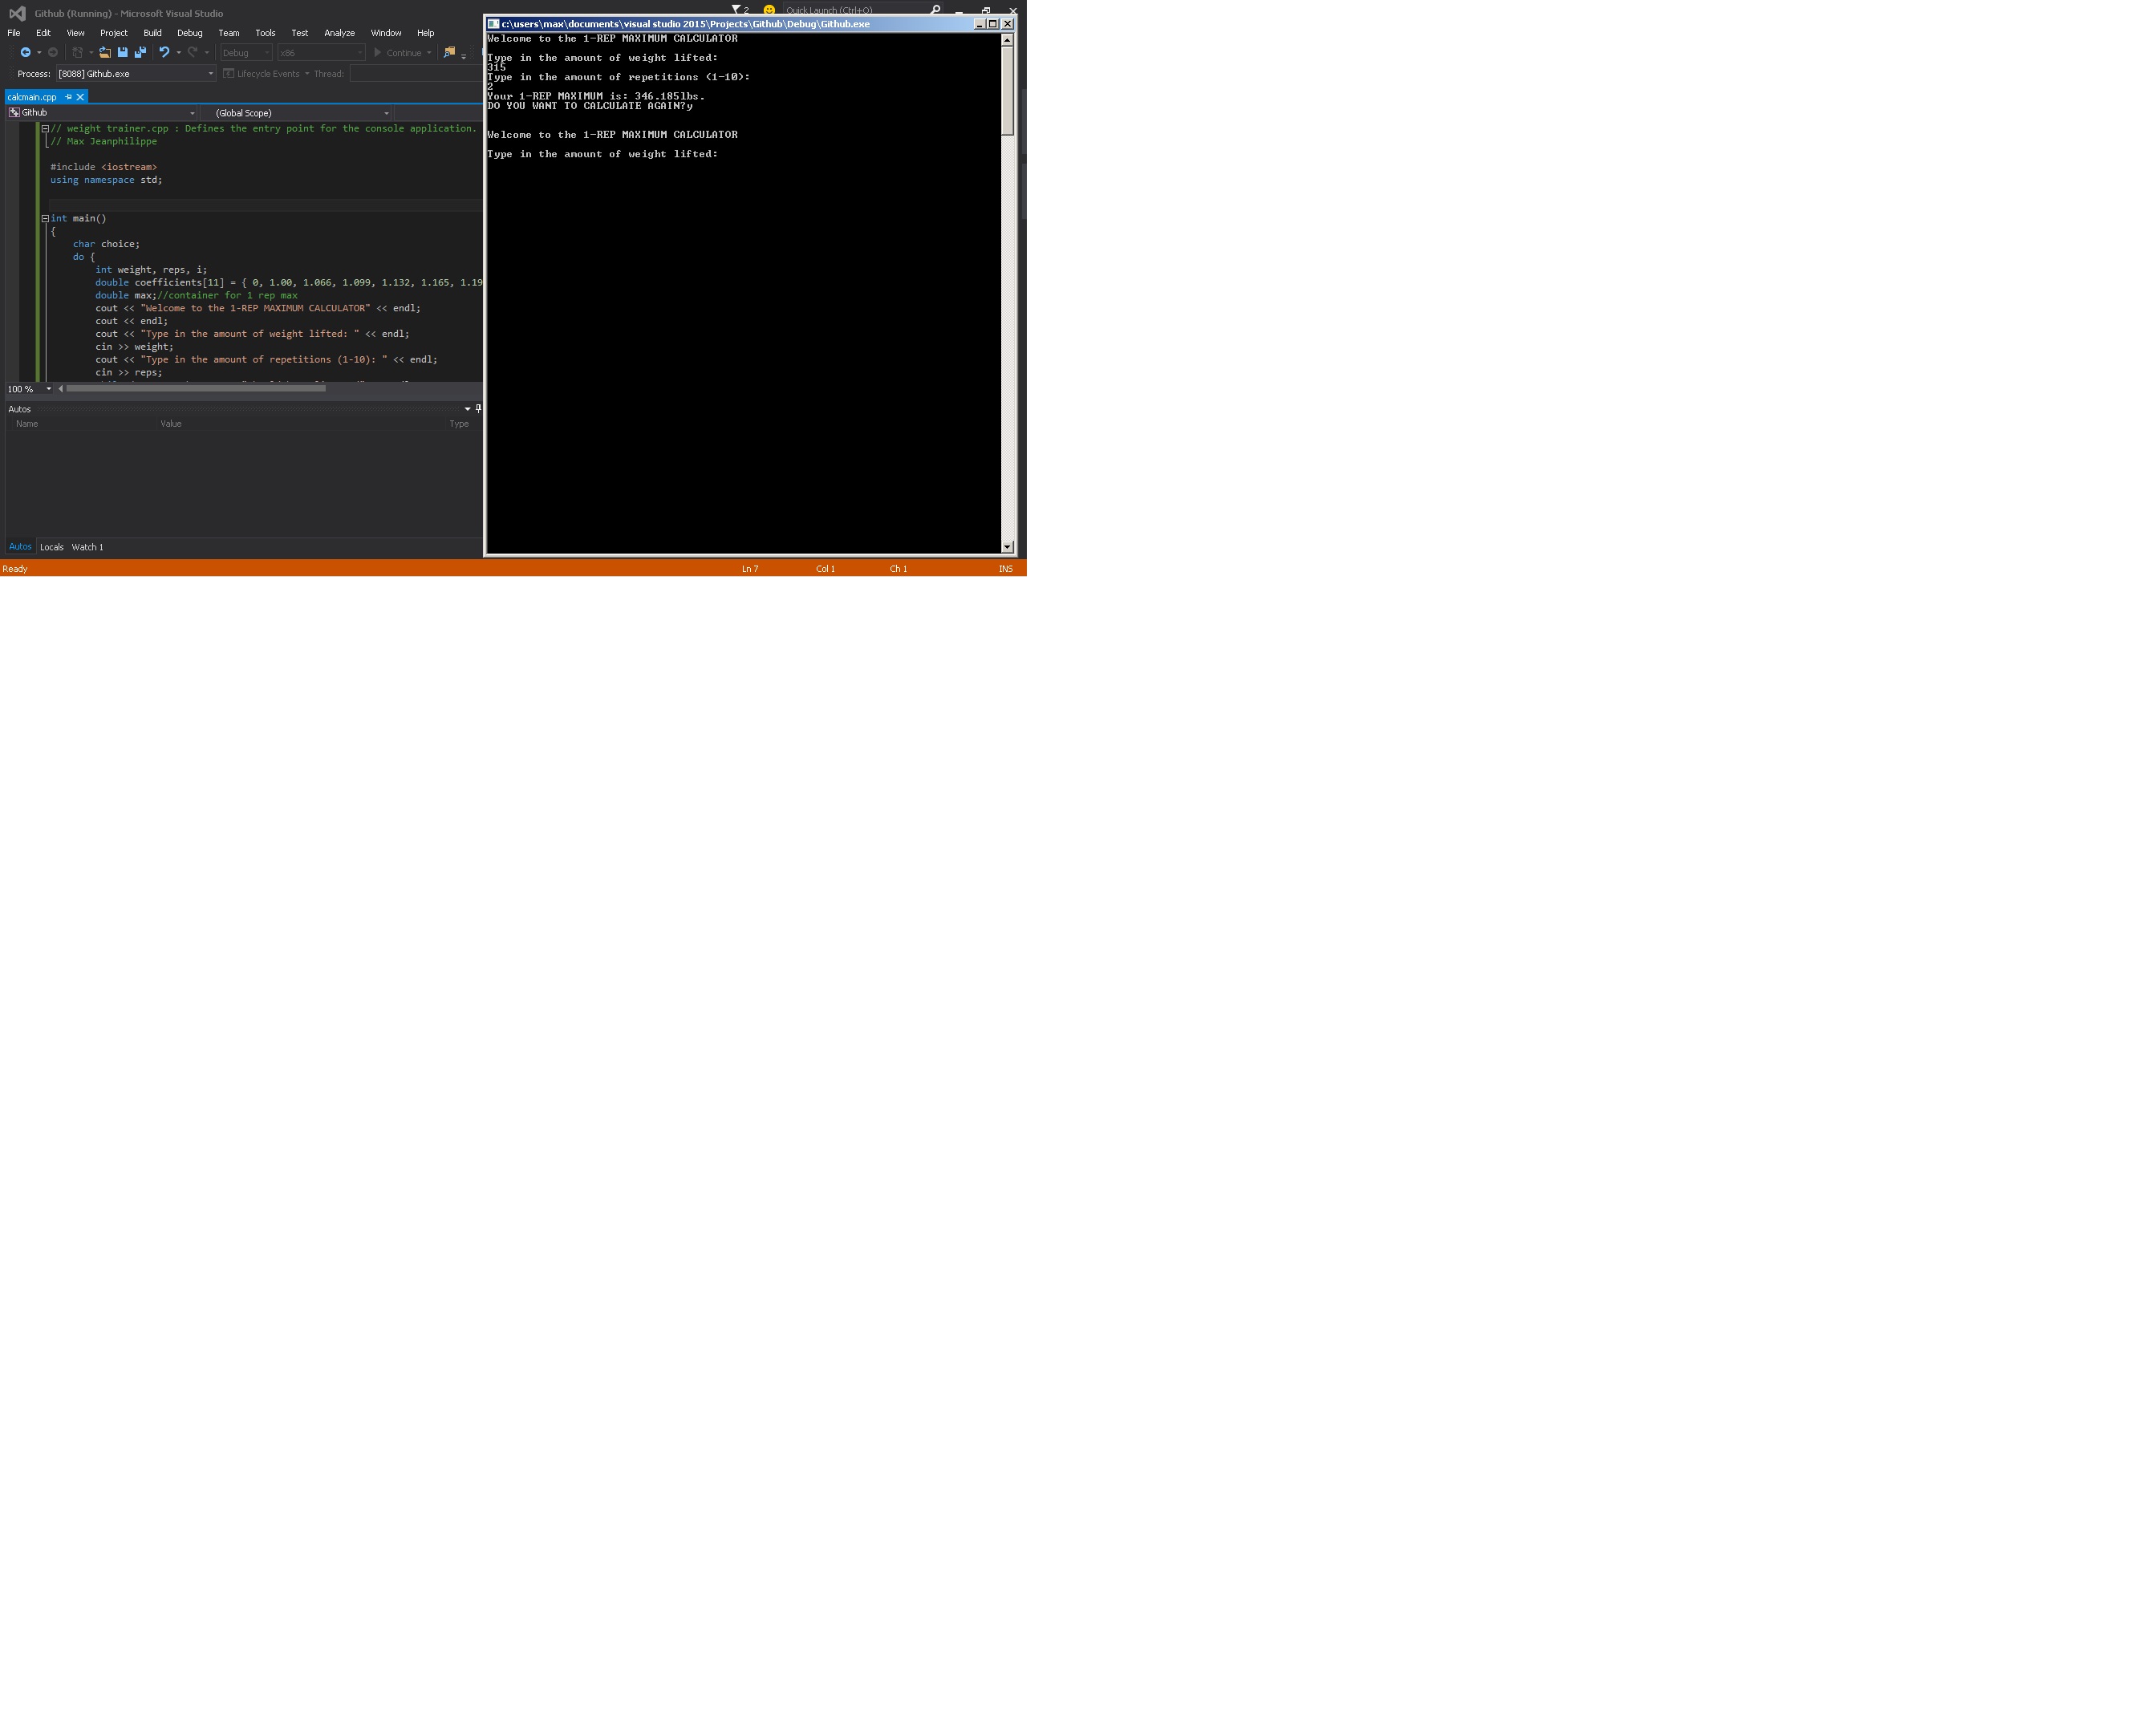 Github (Running) - Microsoft Visual Studio
2
Quick Launch (Ctrl+Q)
File Edit View Project Build Debug Team Tools Test Analyze Window Help
Debug x86 Continue
Process: [8088] Github.exe Lifecycle Events Thread:
calcmain.cpp
Github (Global Scope)
// weight trainer.cpp : Defines the entry point for the console application.
// Max Jeanphilippe
#include <iostream>
using namespace std;
int main()
{
char choice;
do {
int weight, reps, i;
double coefficients[11] = { 0, 1.00, 1.066, 1.099, 1.132, 1.165, 1.19
double max;//container for 1 rep max
cout << "Welcome to the 1-REP MAXIMUM CALCULATOR" << endl;
cout << endl;
cout << "Type in the amount of weight lifted: " << endl;
cin >> weight;
cout << "Type in the amount of repetitions (1-10): " << endl;
cin >> reps;
100 %
Autos
Name Value Type
Autos Locals Watch 1
c:\users\max\documents\visual studio 2015\Projects\Github\Debug\Github.exe
Welcome to the 1-REP MAXIMUM CALCULATOR
Type in the amount of weight lifted:
315
Type in the amount of repetitions (1-10):
2
Your 1-REP MAXIMUM is: 346.185lbs.
DO YOU WANT TO CALCULATE AGAIN?y
Welcome to the 1-REP MAXIMUM CALCULATOR
Type in the amount of weight lifted:
Ready Ln 7 Col 1 Ch 1 INS